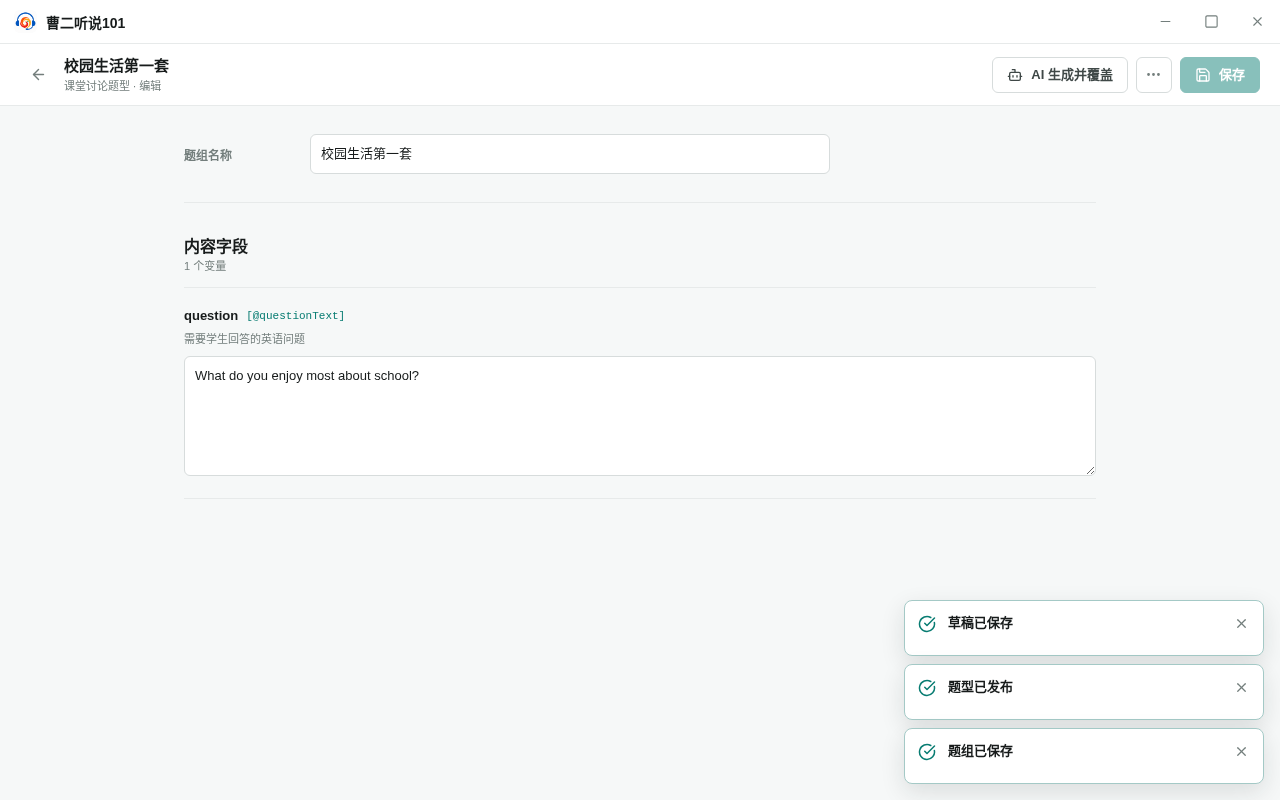 曹二听说101
校园生活第一套
课堂讨论题型 · 编辑
AI 生成并覆盖
保存
题组名称
校园生活第一套
内容字段
1 个变量
question [@questionText]
需要学生回答的英语问题
What do you enjoy most about school?
草稿已保存
题型已发布
题组已保存